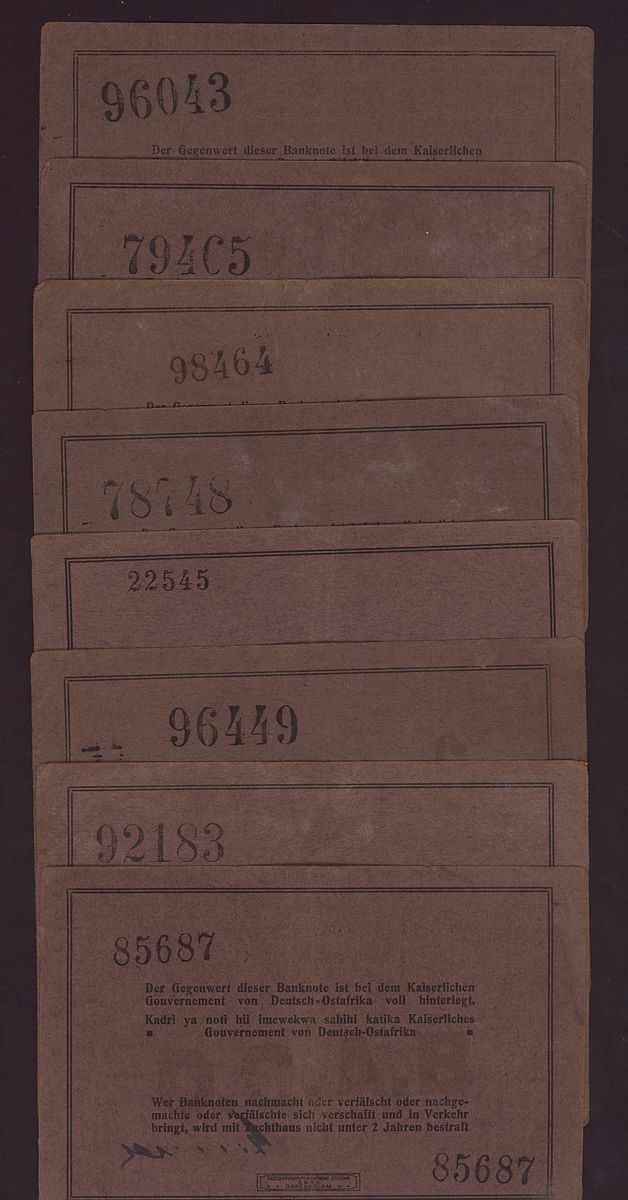 96043
Der Gegenwert dieser Banknote ist bei dem Kaiserlichen
794C5
98464
78748
22545
96449
92183
85687
Der Gegenwert dieser Banknote ist bei dem Kaiserlichen
Gouvernement von Deutsch-Ostafrika voll hinterlegt.
Kadri ya noti hii imewekwa sahihi katika Kaiserliches
Gouvernement von Deutsch-Ostafrika
Wer Banknoten nachmacht oder verfälscht oder nachge-
machte oder verfälschte sich verschafft und in Verkehr
bringt, wird mit Zuchthaus nicht unter 2 Jahren bestraft
85687